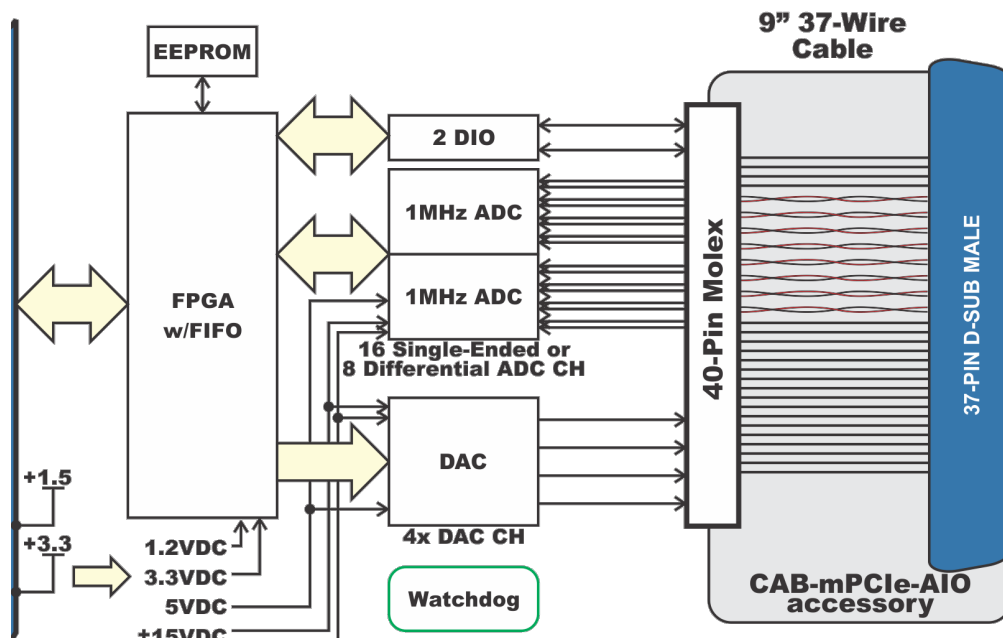 9” 37-Wire
Cable
EEPROM
2 DIO
1MHz ADC
1MHz ADC
FPGA
w/FIFO
16 Single-Ended or
8 Differential ADC CH
40-Pin Molex
37-PIN D-SUB MALE
DAC
4x DAC CH
+1.5
+3.3
1.2VDC
3.3VDC
5VDC
±15VDC
Watchdog
CAB-mPCIe-AIO
accessory